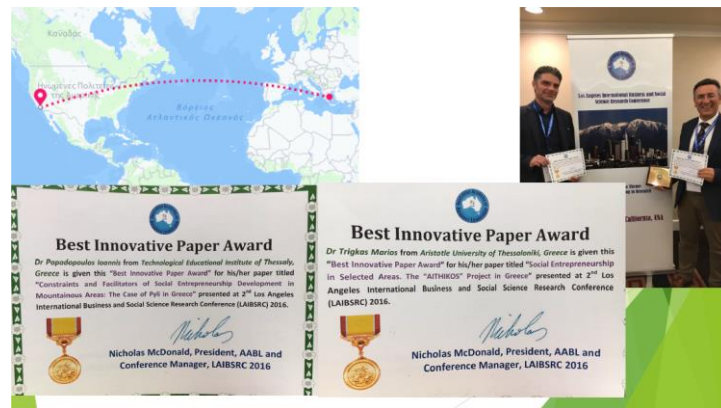 Καναδάς
Ηνωμένες
Βόρειος
Ατλαντικός Ωκεανός
Los Angeles International Business and Social
Science Research Conference
California, USA
Best Innovative Paper Award
Dr Papadopoulos Ioannis from Technological Educational Institute of Thessaly,
Greece is given this "Best Innovative Paper Award" for his/her paper titled
"Constraints and Facilitators of Social Entrepreneurship Development in
Mountainous Areas: The Case of Pyli in Greece" presented at 2nd Los Angeles
International Business and Social Science Research Conference (LAIBSRC) 2016.
Nicholas
Nicholas McDonald, President, AABL and
Conference Manager, LAIBSRC 2016
Best Innovative Paper Award
Dr Trigkas Marios from Aristotle University of Thessaloniki, Greece is given this
"Best Innovative Paper Award" for his/her paper titled "Social Entrepreneurship
in Selected Areas. The "AITHIKOS" Project in Greece" presented at 2nd Los
Angeles International Business and Social Science Research Conference
(LAIBSRC) 2016.
Nicholas
Nicholas McDonald, President, AABL and
Conference Manager, LAIBSRC 2016